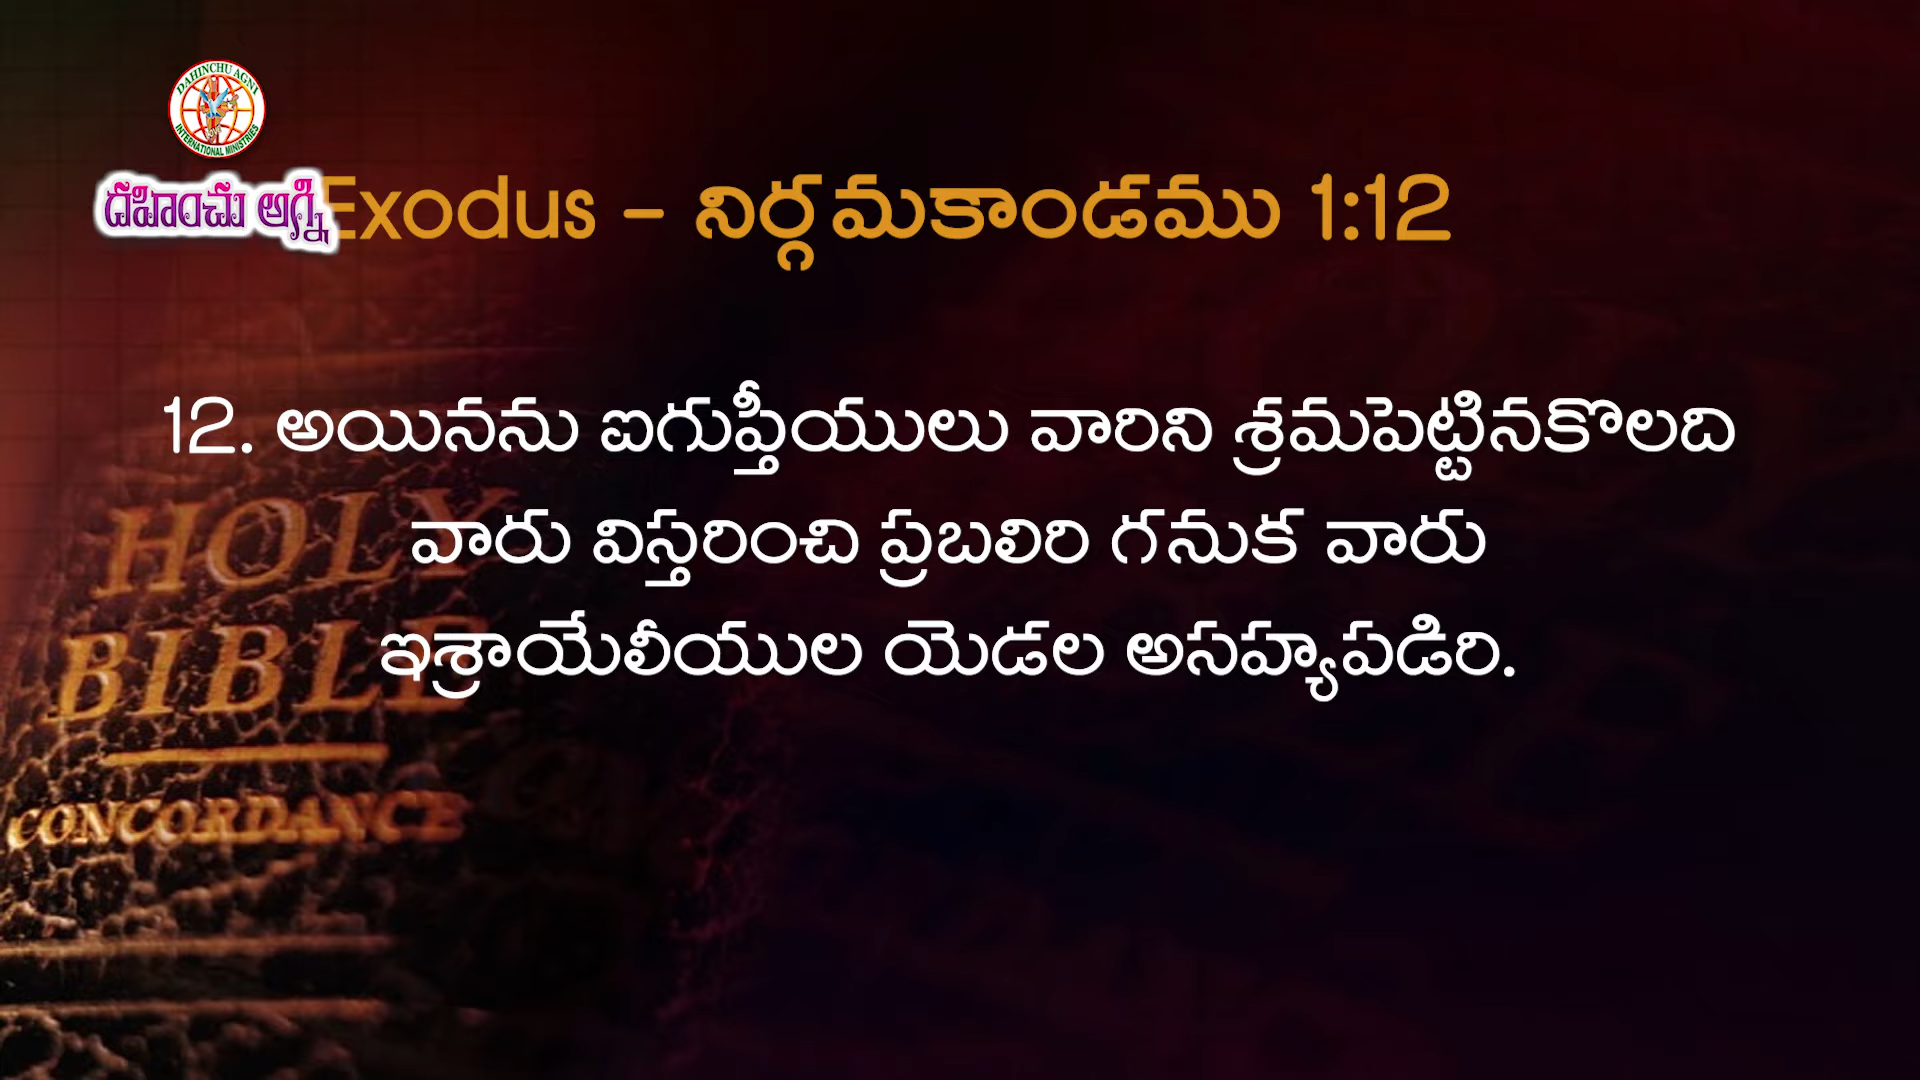 DAHINCHU AGNI
INTERNATIONAL MINISTRIES
దహించు అగ్ని
Exodus – నిర్గమకాండము 1:12
12. అయినను ఐగుప్తీయులు వారిని శ్రమపెట్టినకొలది
వారు విస్తరించి ప్రబలిరి గనుక వారు
ఇశ్రాయేలీయుల యెడల అసహ్యపడిరి.
HOLY
BIBLE
CONCORDANCE